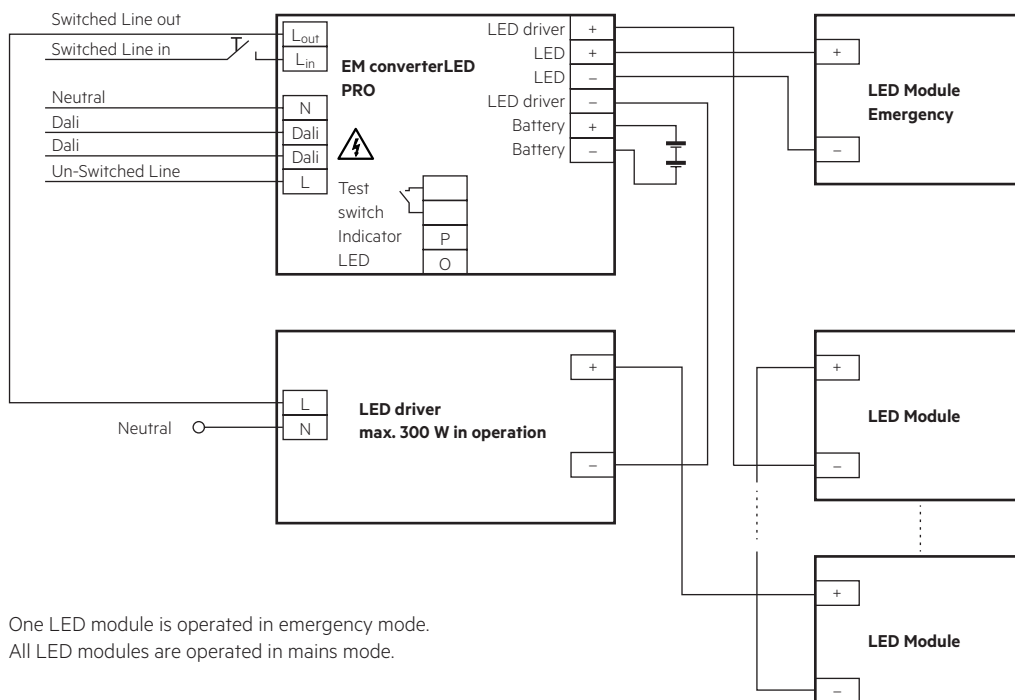 Switched Line out
Switched Line in
Neutral
Dali
Dali
Un-Switched Line
Lout
Lin
N
Dali
Dali
L
EM converterLED
PRO
Test
switch
Indicator
LED
P
O
LED driver +
LED +
LED –
LED driver –
Battery +
Battery –
+
–
LED Module
Emergency
L
N
Neutral
LED driver
max. 300 W in operation
+
–
+
LED Module
–
+
LED Module
–
One LED module is operated in emergency mode.
All LED modules are operated in mains mode.